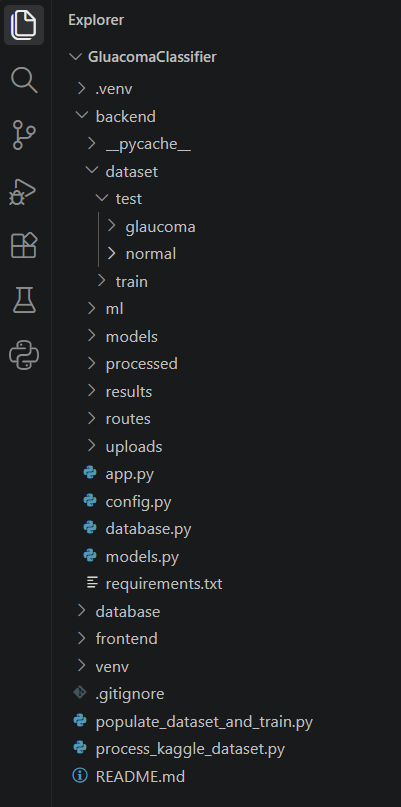 Explorer
GluacomaClassifier
.venv
backend
__pycache__
dataset
test
glaucoma
normal
train
ml
models
processed
results
routes
uploads
app.py
config.py
database.py
models.py
requirements.txt
database
frontend
venv
.gitignore
populate_dataset_and_train.py
process_kaggle_dataset.py
README.md